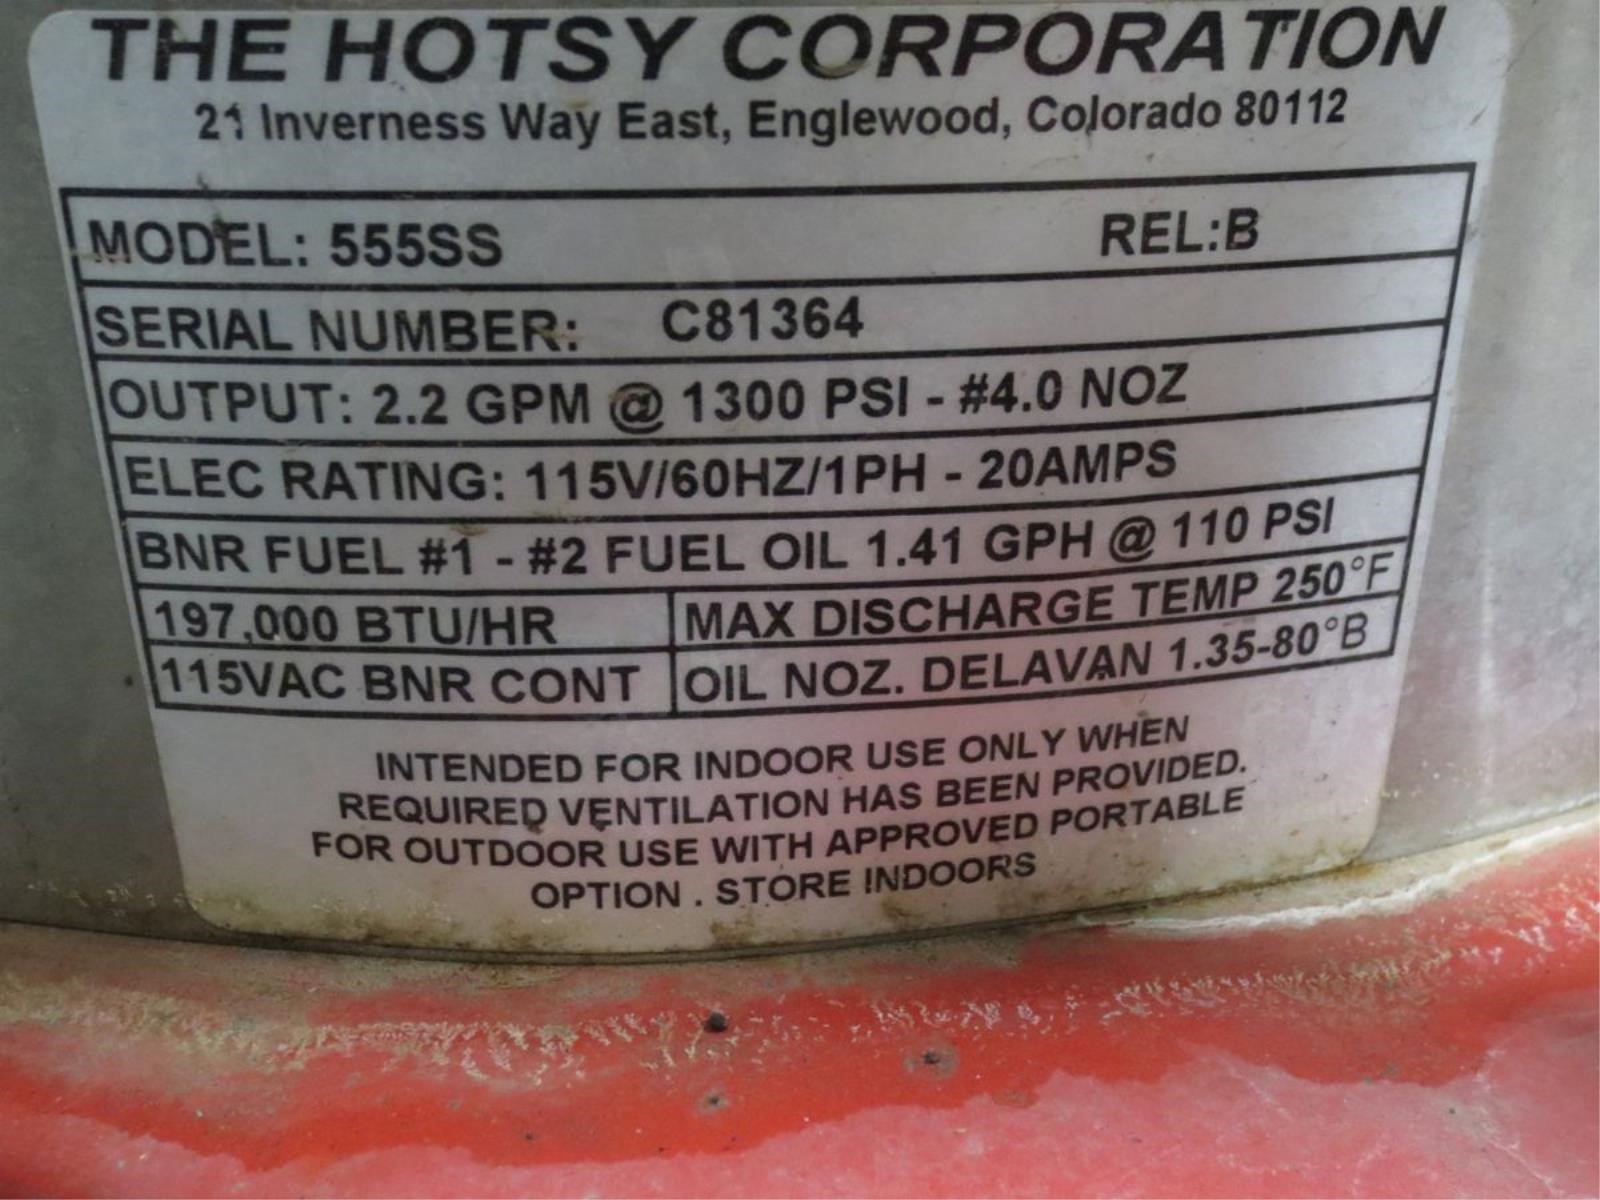 THE HOTSY CORPORATION
21 Inverness Way East, Englewood, Colorado 80112
MODEL: 555SS REL:B
SERIAL NUMBER: C81364
OUTPUT: 2.2 GPM @ 1300 PSI - #4.0 NOZ
ELEC RATING: 115V/60HZ/1PH - 20AMPS
BNR FUEL #1 - #2 FUEL OIL 1.41 GPH @ 110 PSI
197,000 BTU/HR MAX DISCHARGE TEMP 250°F
115VAC BNR CONT OIL NOZ. DELAVAN 1.35-80°B
INTENDED FOR INDOOR USE ONLY WHEN
REQUIRED VENTILATION HAS BEEN PROVIDED.
FOR OUTDOOR USE WITH APPROVED PORTABLE
OPTION . STORE INDOORS